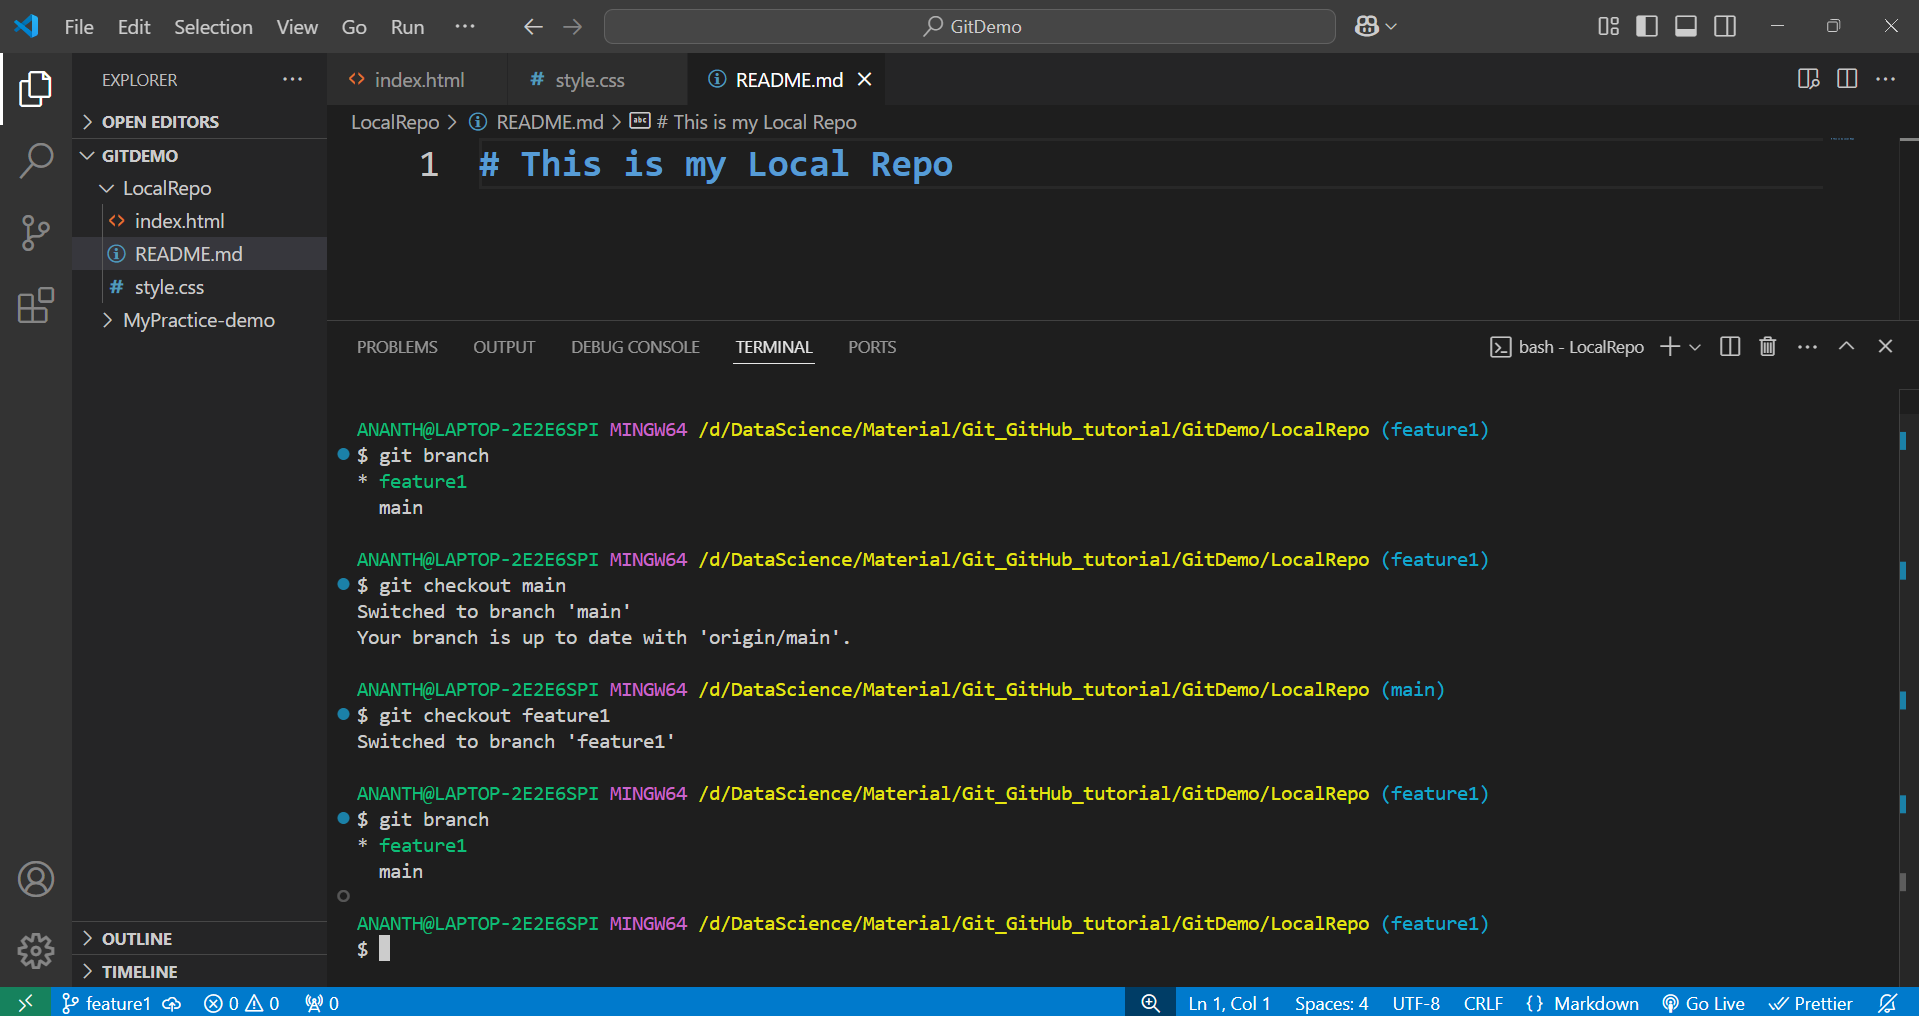 File Edit Selection View Go Run ··· GitDemo
EXPLORER ···
OPEN EDITORS
GITDEMO
LocalRepo
<> index.html
README.md
# style.css
MyPractice-demo
OUTLINE
TIMELINE
<> index.html # style.css README.md
LocalRepo > README.md > abc # This is my Local Repo
1 # This is my Local Repo
PROBLEMS OUTPUT DEBUG CONSOLE TERMINAL PORTS bash - LocalRepo
ANANTH@LAPTOP-2E2E6SPI MINGW64 /d/DataScience/Material/Git_GitHub_tutorial/GitDemo/LocalRepo (feature1)
$ git branch
* feature1
main
ANANTH@LAPTOP-2E2E6SPI MINGW64 /d/DataScience/Material/Git_GitHub_tutorial/GitDemo/LocalRepo (feature1)
$ git checkout main
Switched to branch 'main'
Your branch is up to date with 'origin/main'.
ANANTH@LAPTOP-2E2E6SPI MINGW64 /d/DataScience/Material/Git_GitHub_tutorial/GitDemo/LocalRepo (main)
$ git checkout feature1
Switched to branch 'feature1'
ANANTH@LAPTOP-2E2E6SPI MINGW64 /d/DataScience/Material/Git_GitHub_tutorial/GitDemo/LocalRepo (feature1)
$ git branch
* feature1
main
ANANTH@LAPTOP-2E2E6SPI MINGW64 /d/DataScience/Material/Git_GitHub_tutorial/GitDemo/LocalRepo (feature1)
$
feature1 0 0 0 Ln 1, Col 1 Spaces: 4 UTF-8 CRLF {} Markdown Go Live Prettier